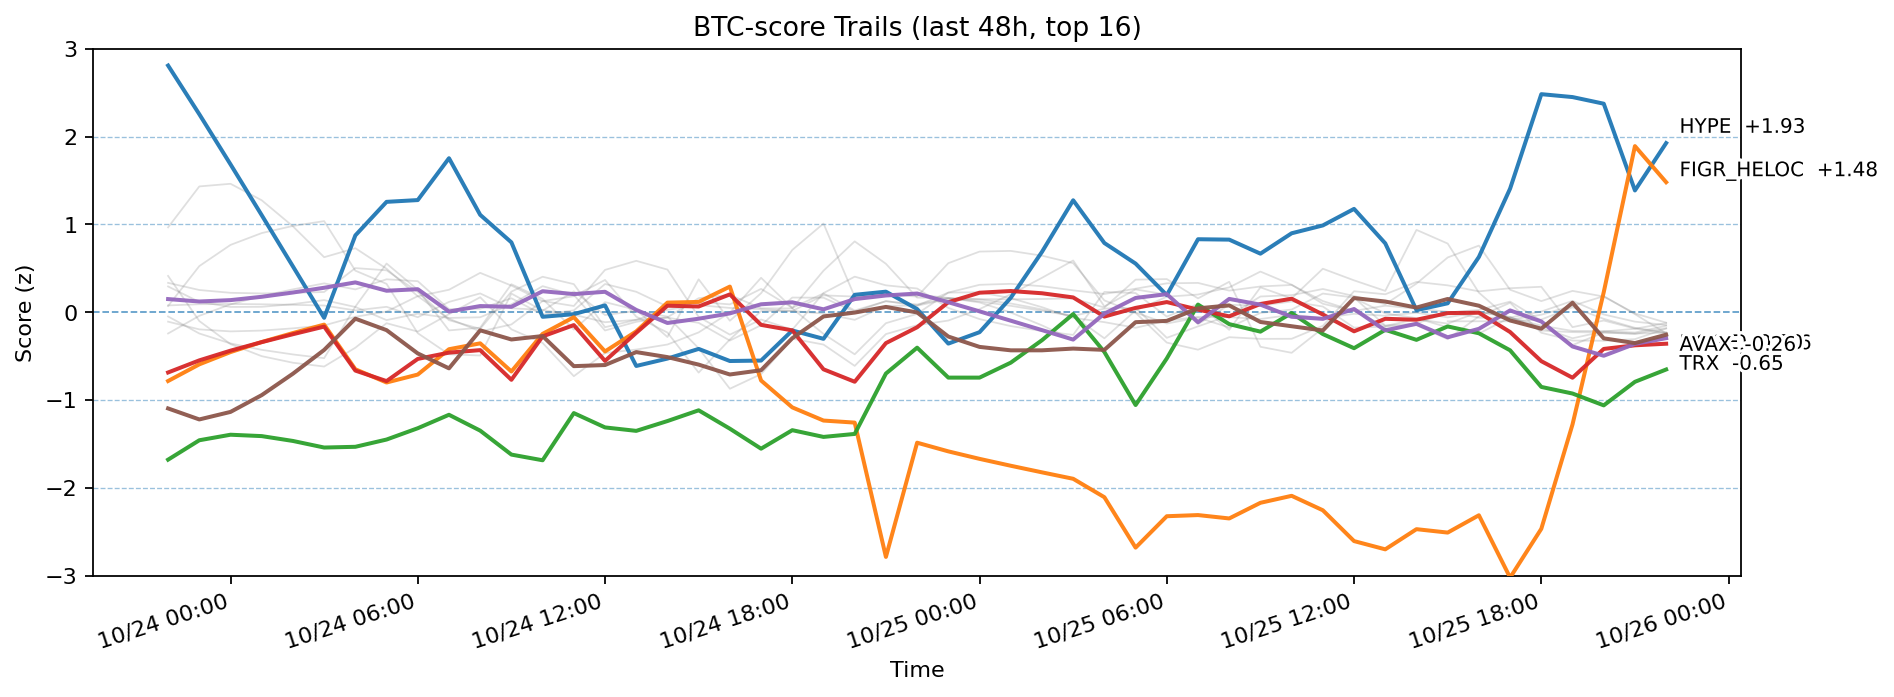 BTC-score Trails (last 48h, top 16)
3
2
1
0
−1
−2
−3
Score (z)
HYPE +1.93
FIGR_HELOC +1.48
AVAX -0.26
TRX -0.65
10/24 00:00
10/24 06:00
10/24 12:00
10/24 18:00
10/25 00:00
10/25 06:00
10/25 12:00
10/25 18:00
10/26 00:00
Time